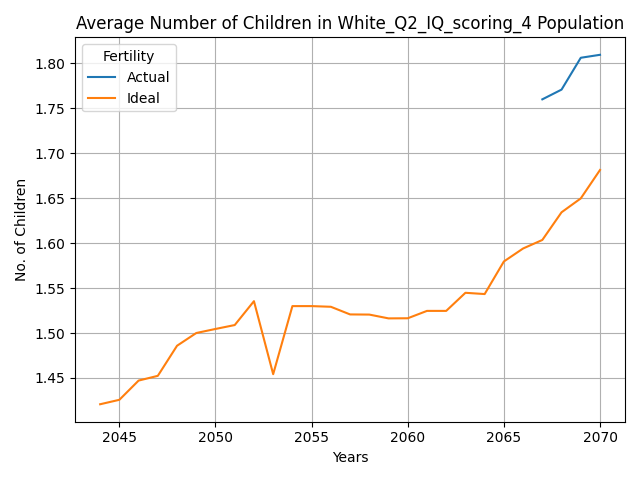 Average Number of Children in White_Q2_IQ_scoring_4 Population
Fertility
Actual
Ideal
1.80
1.75
1.70
1.65
1.60
1.55
1.50
1.45
No. of Children
2045 2050 2055 2060 2065 2070
Years